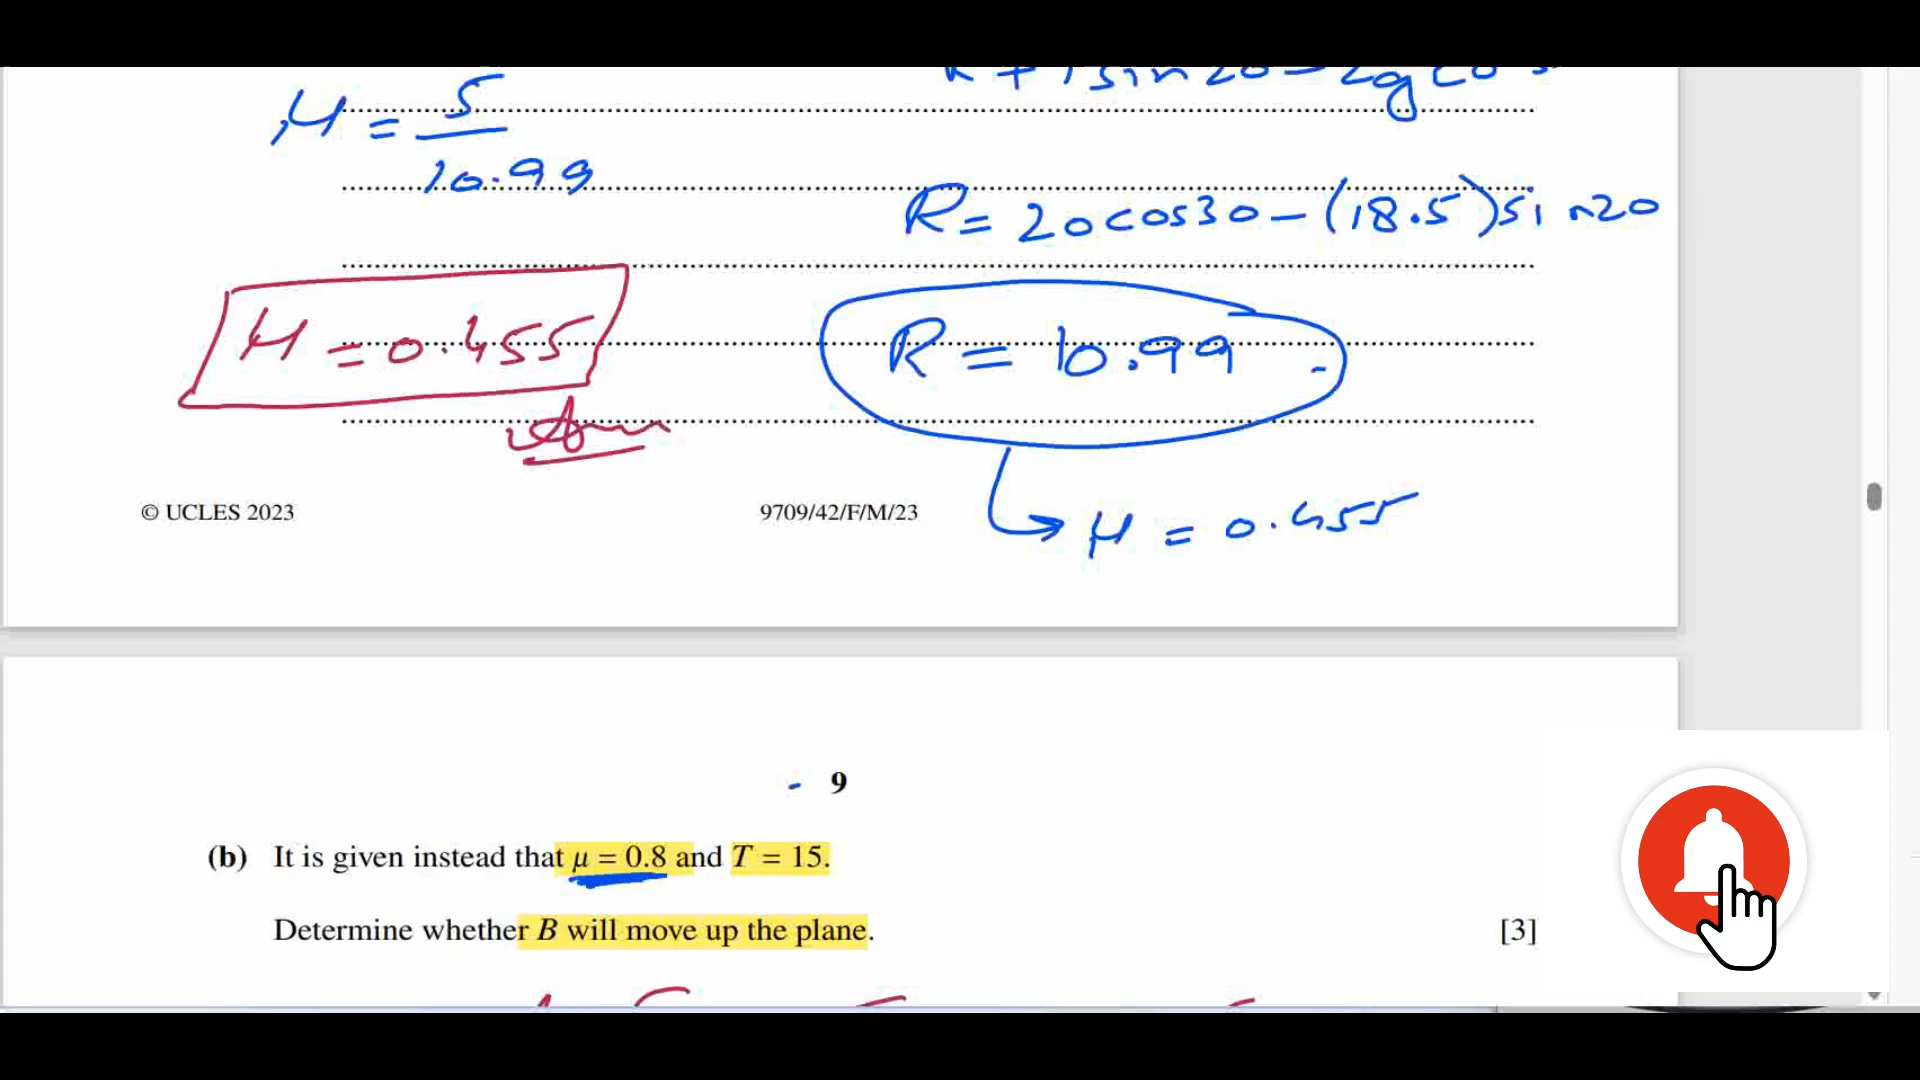 μ = 5
10.99
R = 20cos30 - (18.5) sin20
μ = 0.455
R = 10.99
Ans
© UCLES 2023
9709/42/F/M/23
μ = 0.455
9
(b) It is given instead that μ = 0.8 and T = 15.
Determine whether B will move up the plane. [3]